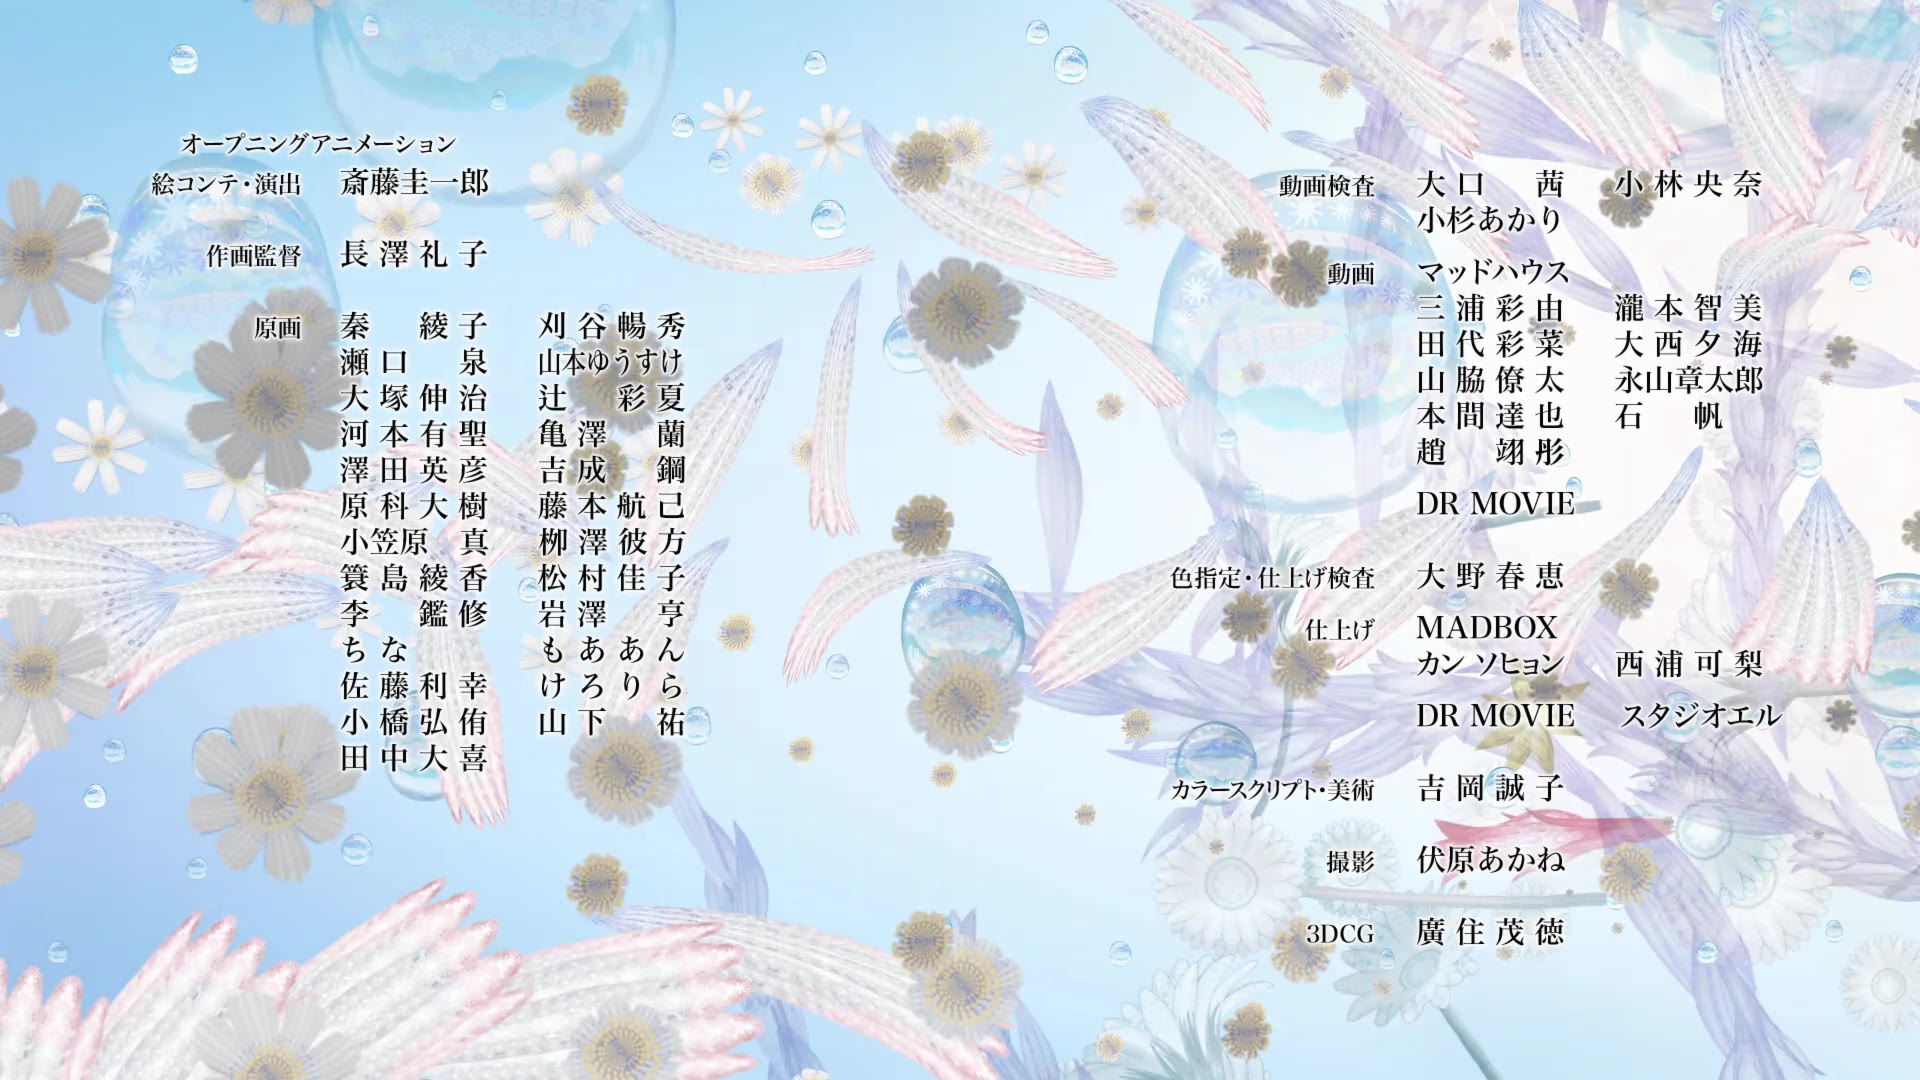 オープニングアニメーション
絵コンテ・演出 斎藤圭一郎
作画監督 長澤礼子
原画 秦綾子 刈谷暢秀
瀬口泉 山本ゆうすけ
大塚伸治 辻彩夏
河本有聖 亀澤蘭
澤田英彦 吉成鋼
原科大樹 藤本航己
小笠原真 栁澤彼方
簑島綾香 松村佳子
李鑑修 岩澤亨
ちな もああん
佐藤利幸 けろりら
小橋弘侑 山下祐
田中大喜
動画検査 大口茜 小林央奈
小杉あかり
動画 マッドハウス
三浦彩由 瀧本智美
田代彩菜 大西夕海
山脇僚太 永山章太郎
本間達也 石帆
趙翊彤
DR MOVIE
色指定・仕上げ検査 大野春恵
仕上げ MADBOX
カン ソヒョン 西浦可梨
DR MOVIE スタジオエル
カラースクリプト・美術 吉岡誠子
撮影 伏原あかね
3DCG 廣住茂徳